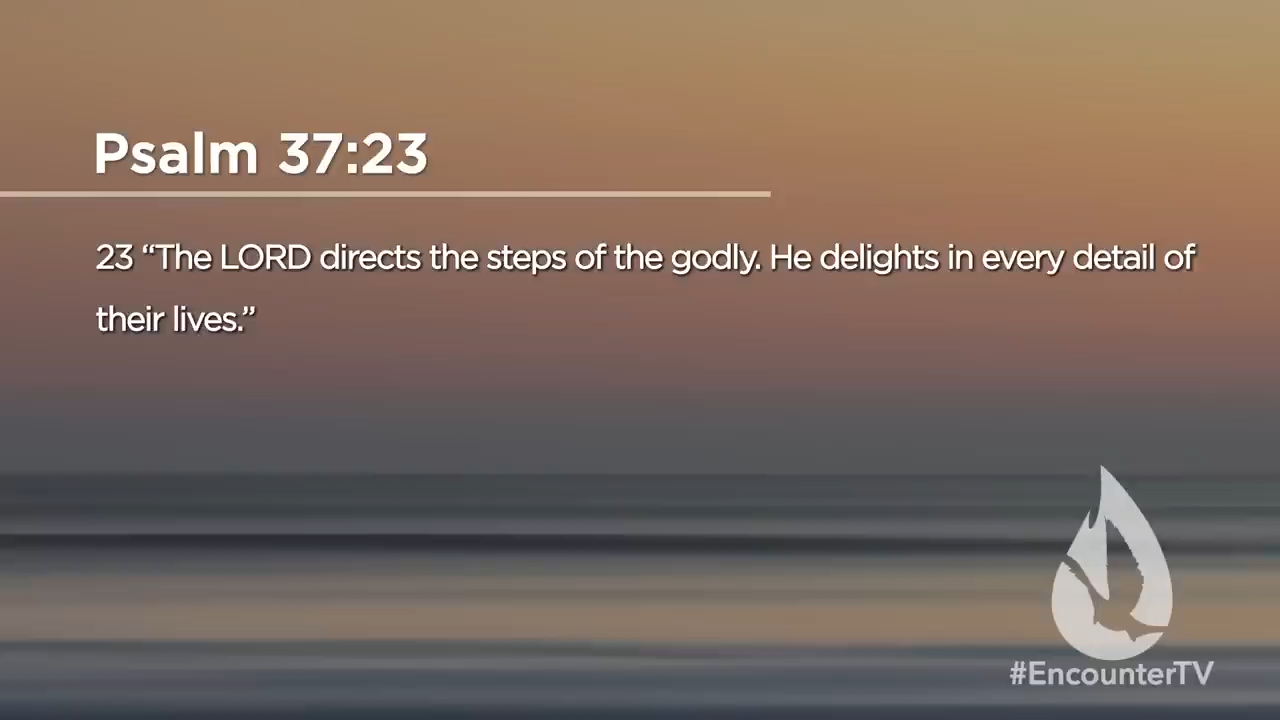 Psalm 37:23
23 “The LORD directs the steps of the godly. He delights in every detail of
their lives.”
#EncounterTV